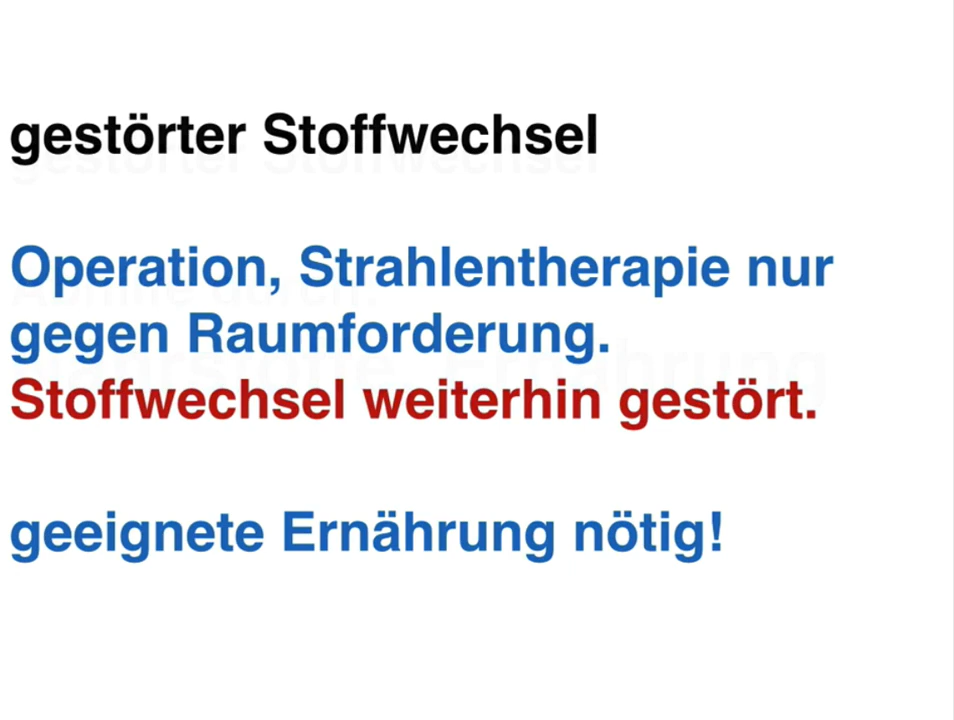 gestörter Stoffwechsel
Operation, Strahlentherapie nur
gegen Raumforderung.
Stoffwechsel weiterhin gestört.
geeignete Ernährung nötig!